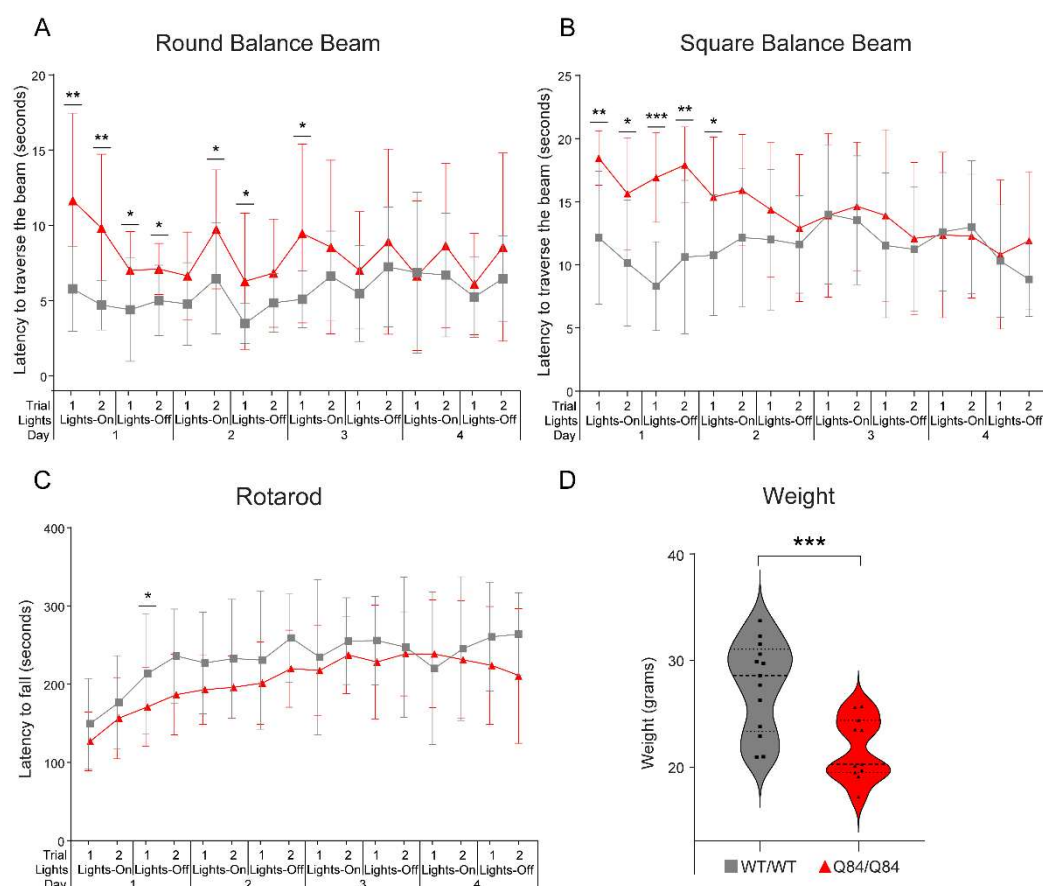 A
Round Balance Beam
Latency to traverse the beam (seconds)
20
15
10
5
0
** ** * * * * *
Trial 1 2 1 2 1 2 1 2 1 2 1 2 1 2 1 2
Lights Lights-On Lights-Off Lights-On Lights-Off Lights-On Lights-Off Lights-On Lights-Off
Day 1 2 3 4
B
Square Balance Beam
Latency to traverse the beam (seconds)
25
20
15
10
5
0
** * *** ** *
Trial 1 2 1 2 1 2 1 2 1 2 1 2 1 2 1 2
Lights Lights-On Lights-Off Lights-On Lights-Off Lights-On Lights-Off Lights-On Lights-Off
Day 1 2 3 4
C
Rotarod
Latency to fall (seconds)
400
300
200
100
0
*
Trial 1 2 1 2 1 2 1 2 1 2 1 2 1 2 1 2
Lights Lights-On Lights-Off Lights-On Lights-Off Lights-On Lights-Off Lights-On Lights-Off
Day 1 2 3 4
D
Weight
Weight (grams)
40
30
20
***
WT/WT Q84/Q84